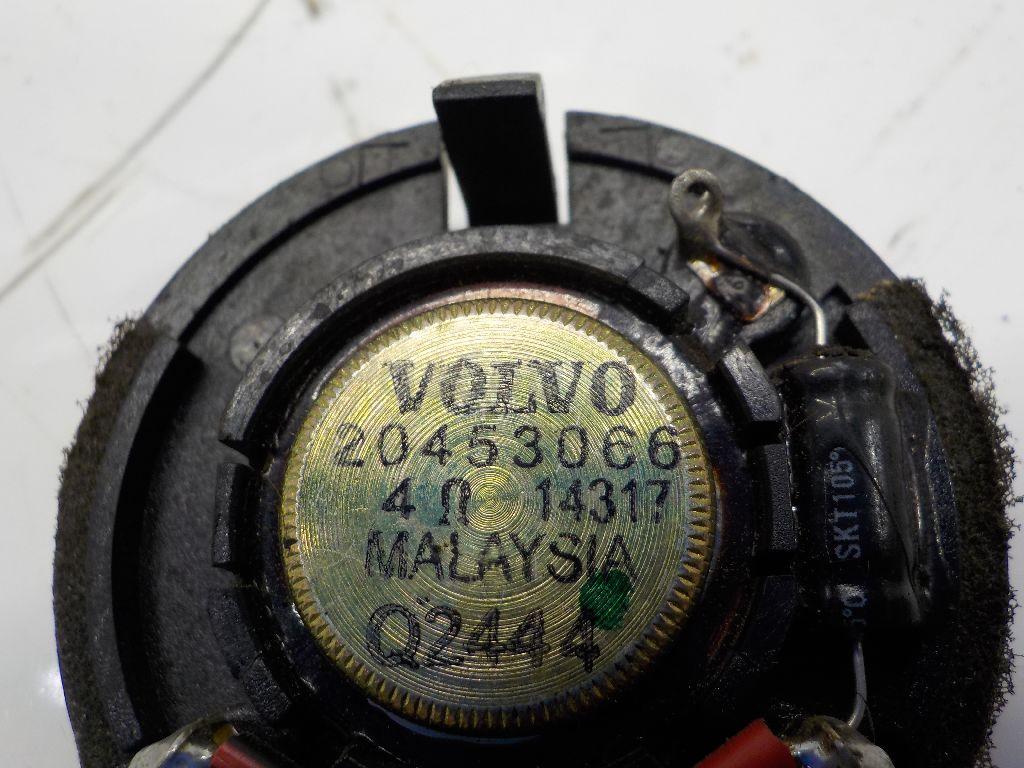 VOLVO
20453066
4 Ω 14317
MALAYSIA
Q2444
SKT105°